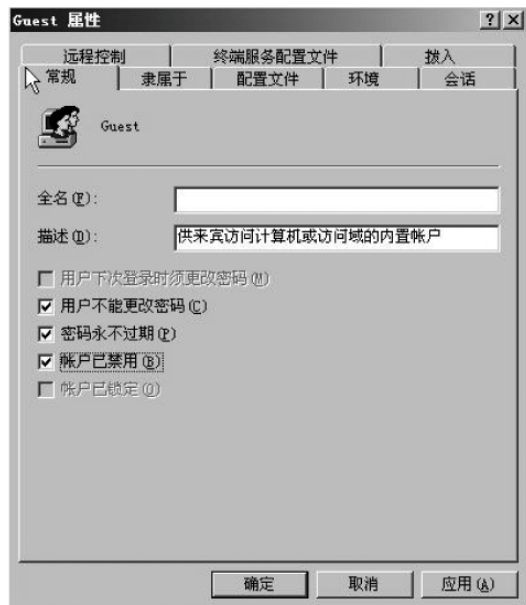 Guest 属性
远程控制 终端服务配置文件 拨入
常规 隶属于 配置文件 环境 会话
Guest
全名(F):
描述(D): 供来宾访问计算机或访问域的内置帐户
用户下次登录时须更改密码(M)
用户不能更改密码(C)
密码永不过期(P)
帐户已禁用(B)
帐户已锁定(O)
确定 取消 应用(A)